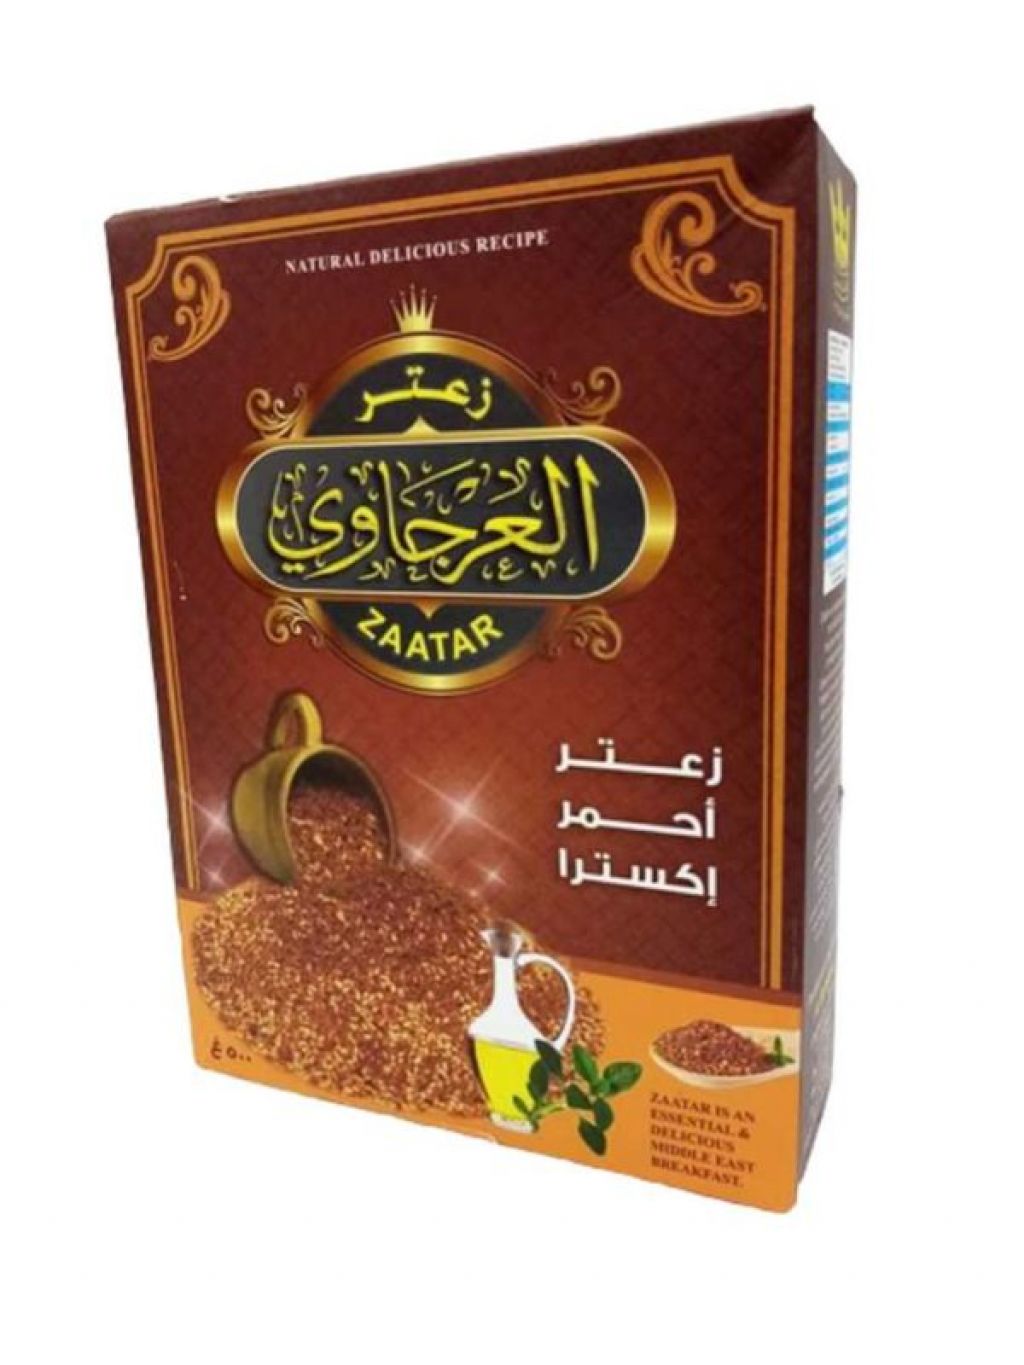 NATURAL DELICIOUS RECIPE
زعتر
العرجاوي
ZAATAR
زعتر
أحمر
إكسترا
٥٠٠ غ
ZAATAR IS AN
ESSENTIAL &
DELICIOUS
MIDDLE EAST
BREAKFAST.